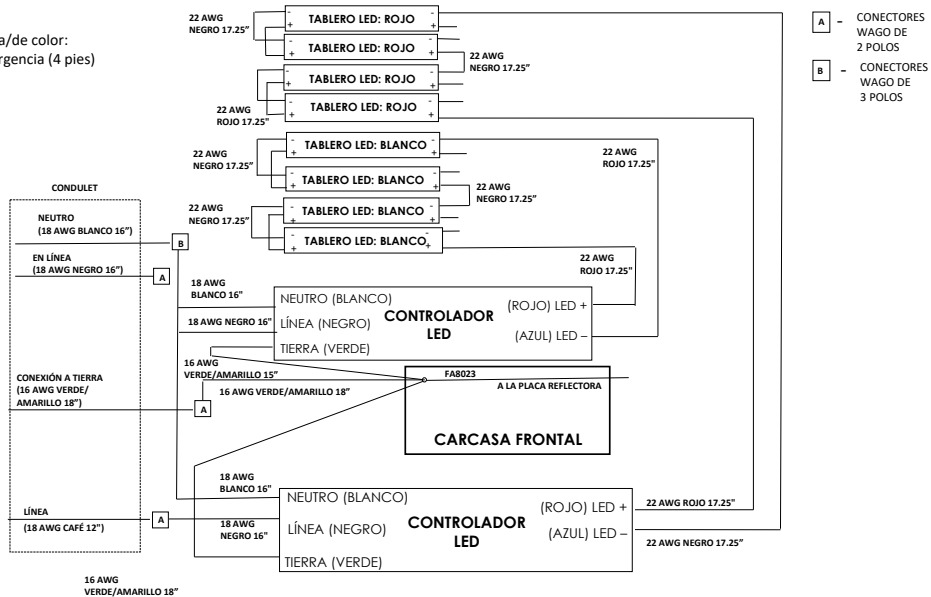 a/de color:
rgencia (4 pies)
22 AWG
NEGRO 17.25"
- TABLERO LED: ROJO -
+ +
- TABLERO LED: ROJO -
+ +
22 AWG
NEGRO 17.25"
- TABLERO LED: ROJO -
+ +
- TABLERO LED: ROJO -
+ +
22 AWG
ROJO 17.25"
A - CONECTORES
WAGO DE
2 POLOS
B - CONECTORES
WAGO DE
3 POLOS
- TABLERO LED: BLANCO -
+ +
22 AWG
NEGRO 17.25"
22 AWG
ROJO 17.25"
- TABLERO LED: BLANCO -
+ +
22 AWG
NEGRO 17.25"
22 AWG
NEGRO 17.25"
- TABLERO LED: BLANCO -
+ +
- TABLERO LED: BLANCO -
+ +
22 AWG
ROJO 17.25"
CONDULET
NEUTRO
(18 AWG BLANCO 16")
B
EN LÍNEA
(18 AWG NEGRO 16")
A
18 AWG
BLANCO 16"
18 AWG NEGRO 16"
NEUTRO (BLANCO)
LÍNEA (NEGRO)
TIERRA (VERDE)
CONTROLADOR
LED
(ROJO) LED +
(AZUL) LED –
16 AWG
VERDE/AMARILLO 15"
16 AWG VERDE/AMARILLO 18"
CONEXIÓN A TIERRA
(16 AWG VERDE/
AMARILLO 18")
A
FA8023
A LA PLACA REFLECTORA
CARCASA FRONTAL
18 AWG
BLANCO 16"
LÍNEA
(18 AWG CAFÉ 12")
A
18 AWG
NEGRO 16"
NEUTRO (BLANCO)
LÍNEA (NEGRO)
TIERRA (VERDE)
CONTROLADOR
LED
(ROJO) LED +
(AZUL) LED –
22 AWG ROJO 17.25"
22 AWG NEGRO 17.25"
16 AWG
VERDE/AMARILLO 18"